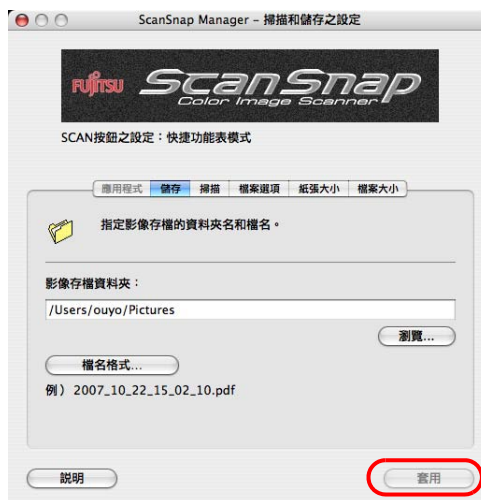 ScanSnap Manager – 掃描和儲存之設定
FUJITSU ScanSnap
Color Image Scanner
SCAN按鈕之設定：快捷功能表模式
應用程式 儲存 掃描 檔案選項 紙張大小 檔案大小
指定影像存檔的資料夾名和檔名。
影像存檔資料夾：
/Users/ouyo/Pictures
瀏覽...
檔名格式...
例） 2007_10_22_15_02_10.pdf
説明 套用